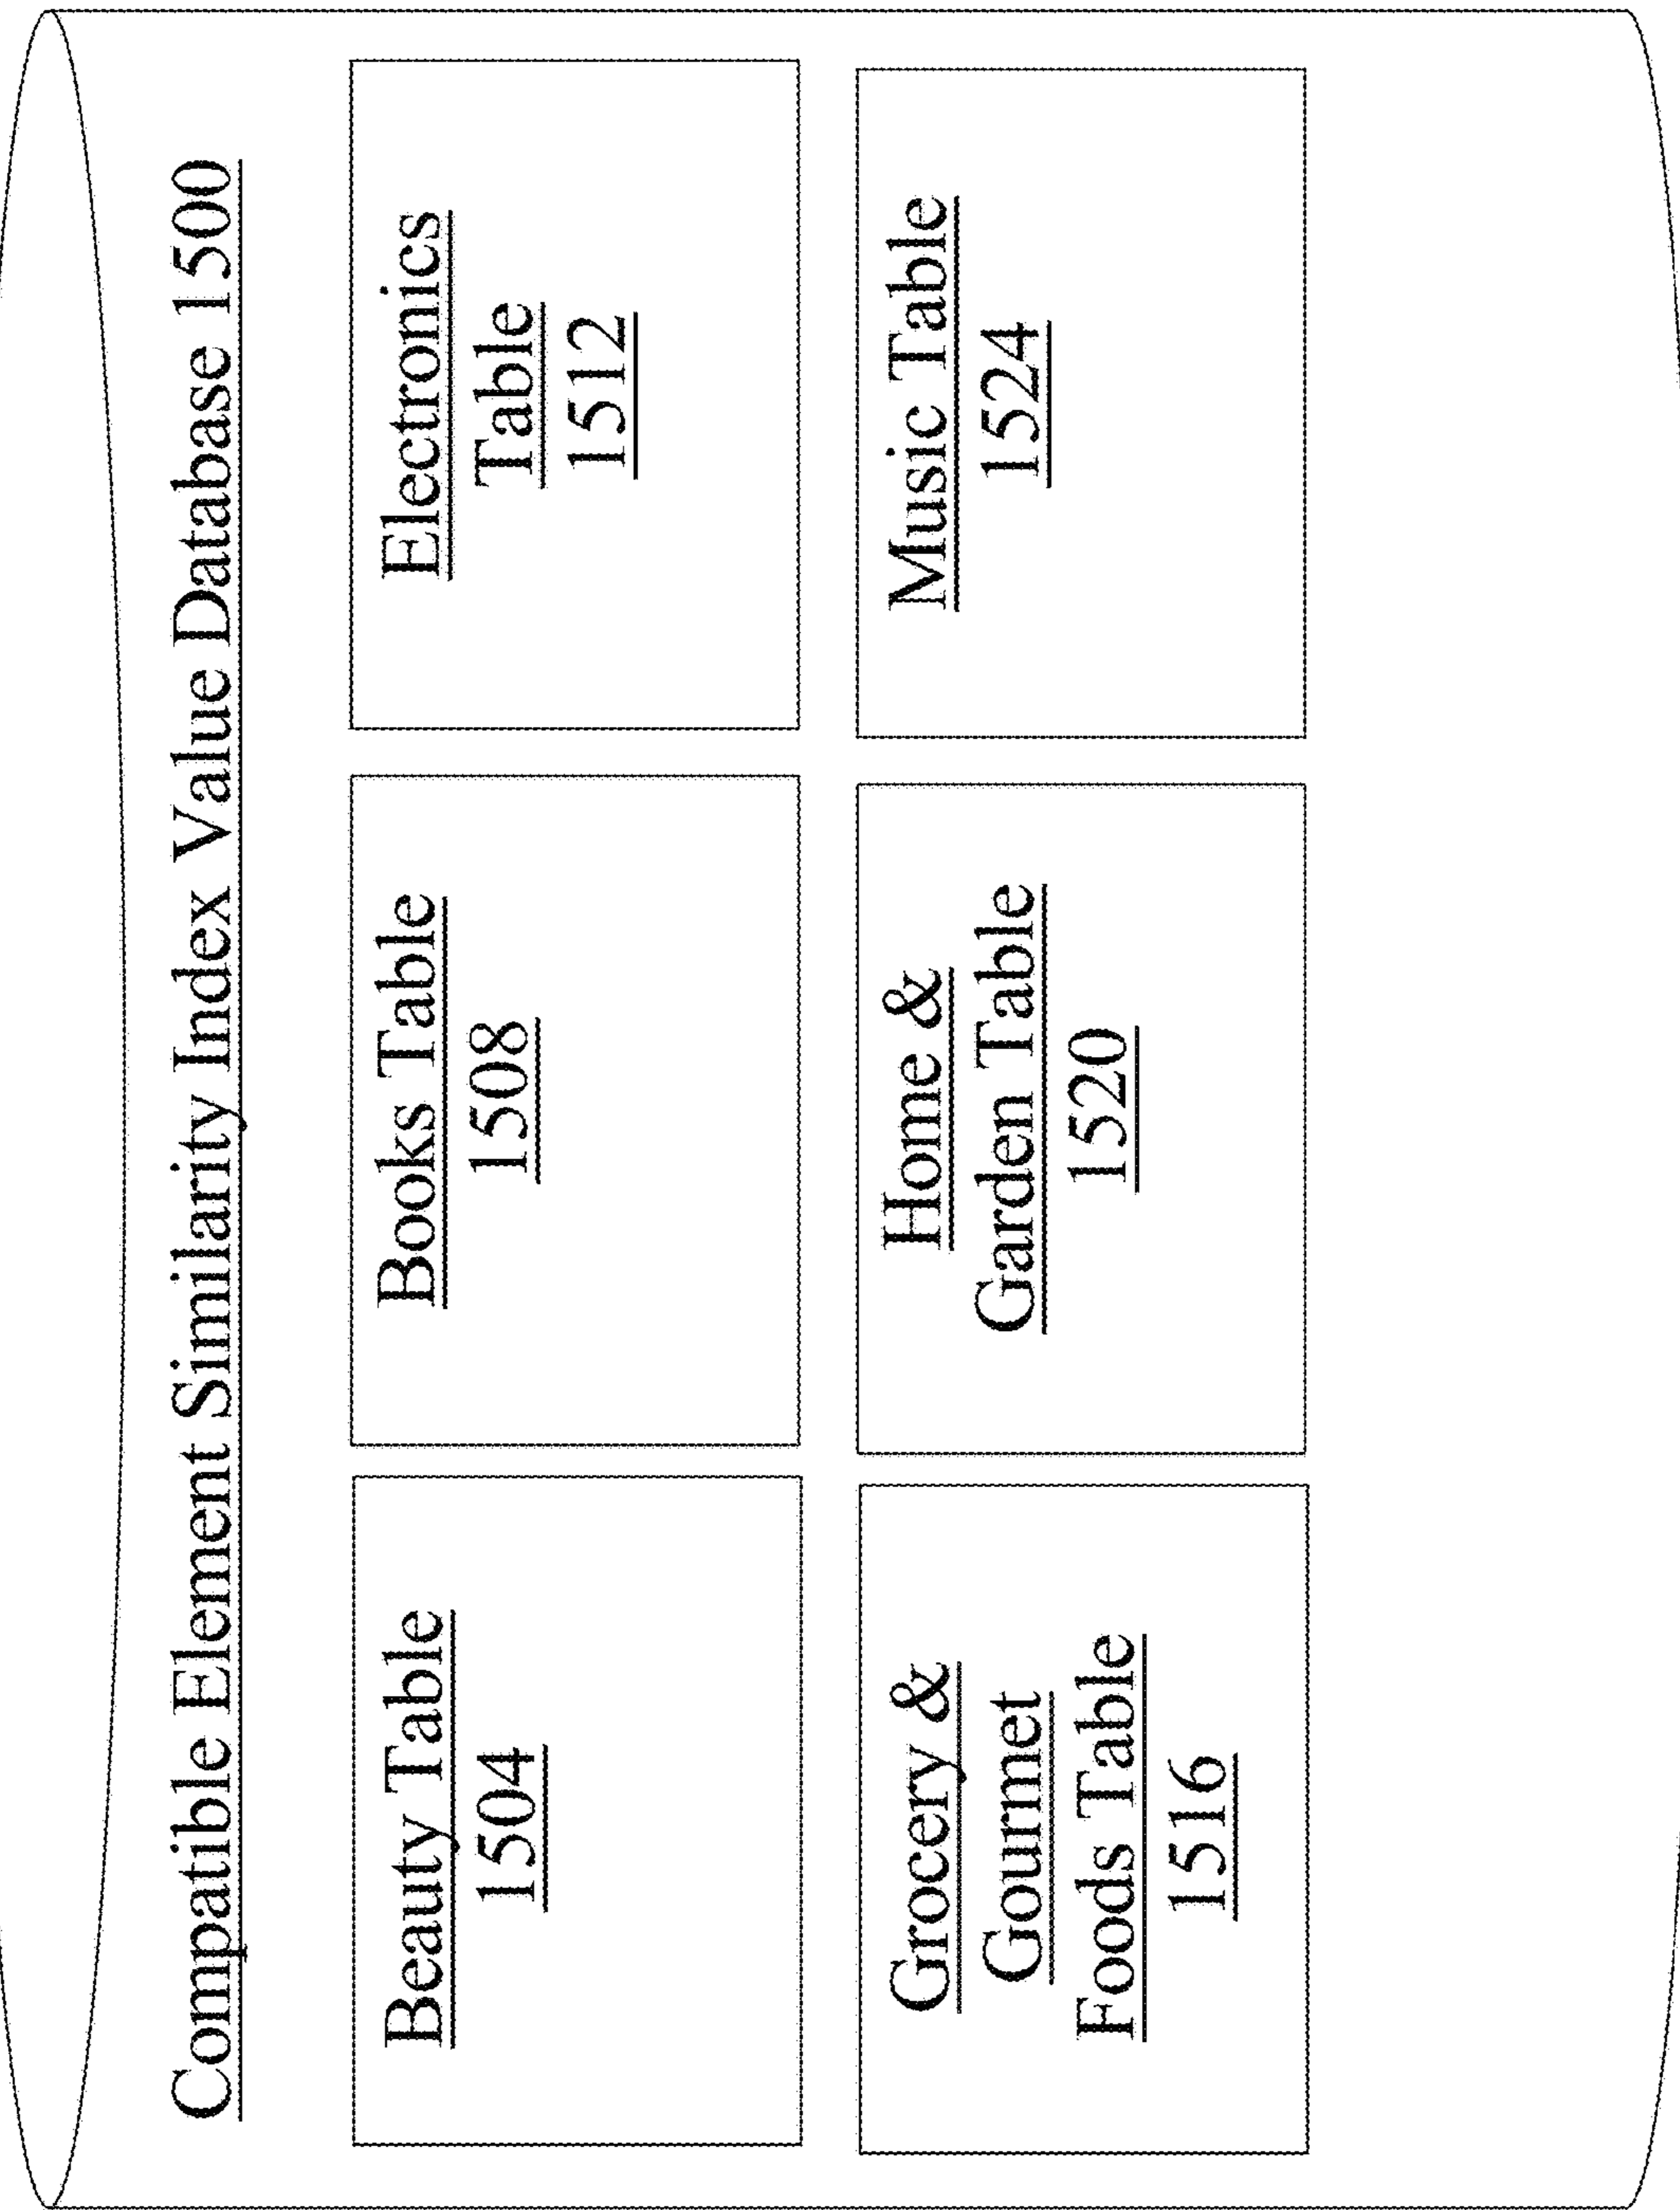 Compatible Element Similarity Index Value Database 1500
Beauty Table
1504
Books Table
1508
Electronics
Table
1512
Grocery &
Gourmet
Foods Table
1516
Home &
Garden Table
1520
Music Table
1524